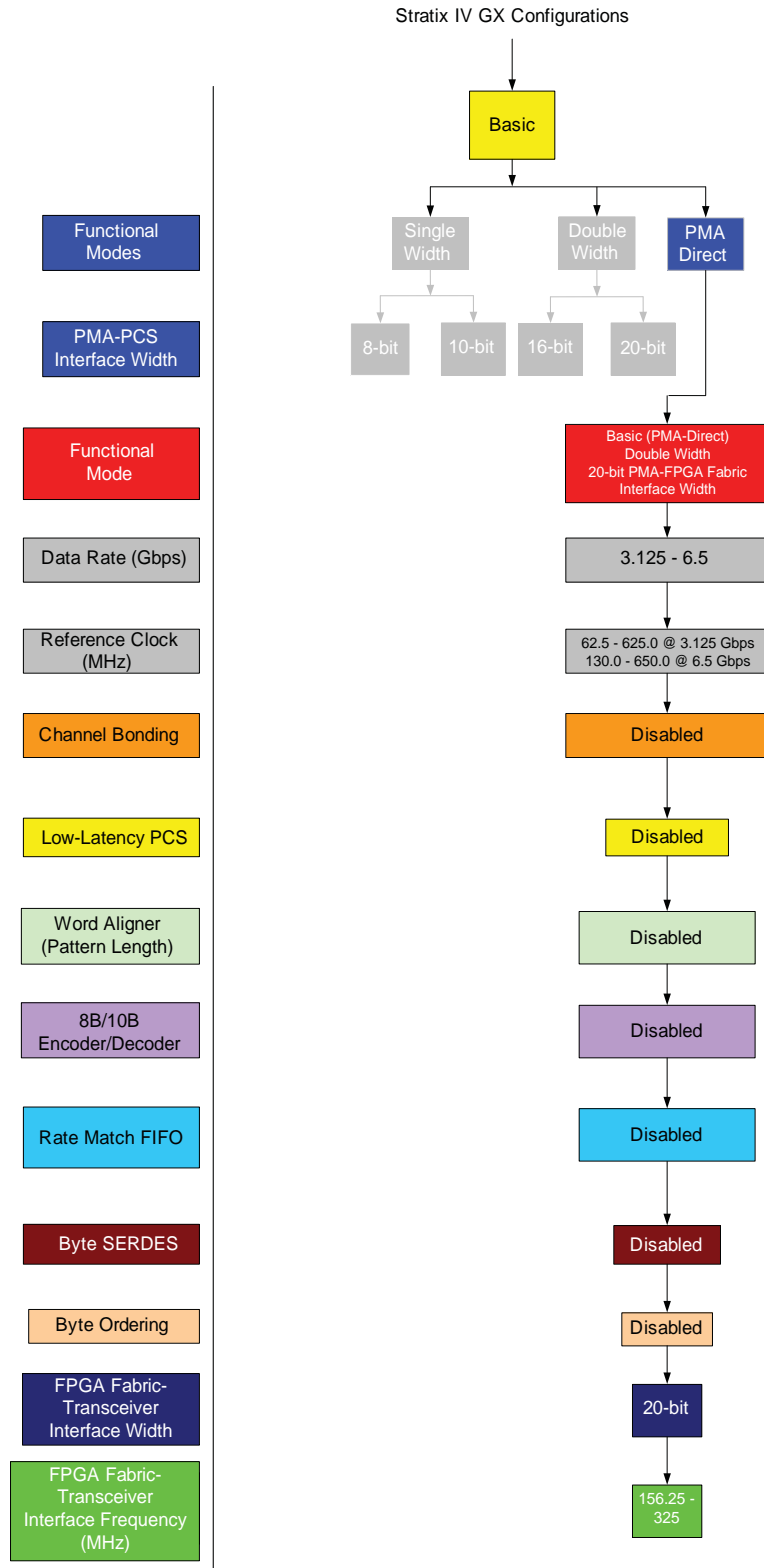 Stratix IV GX Configurations
Basic
Functional
Modes
Single
Width
Double
Width
PMA
Direct
PMA-PCS
Interface Width
8-bit
10-bit
16-bit
20-bit
Functional
Mode
Basic (PMA-Direct)
Double Width
20-bit PMA-FPGA Fabric
Interface Width
Data Rate (Gbps)
3.125 - 6.5
Reference Clock
(MHz)
62.5 - 625.0 @ 3.125 Gbps
130.0 - 650.0 @ 6.5 Gbps
Channel Bonding
Disabled
Low-Latency PCS
Disabled
Word Aligner
(Pattern Length)
Disabled
8B/10B
Encoder/Decoder
Disabled
Rate Match FIFO
Disabled
Byte SERDES
Disabled
Byte Ordering
Disabled
FPGA Fabric-
Transceiver
Interface Width
20-bit
FPGA Fabric-
Transceiver
Interface Frequency
(MHz)
156.25 -
325